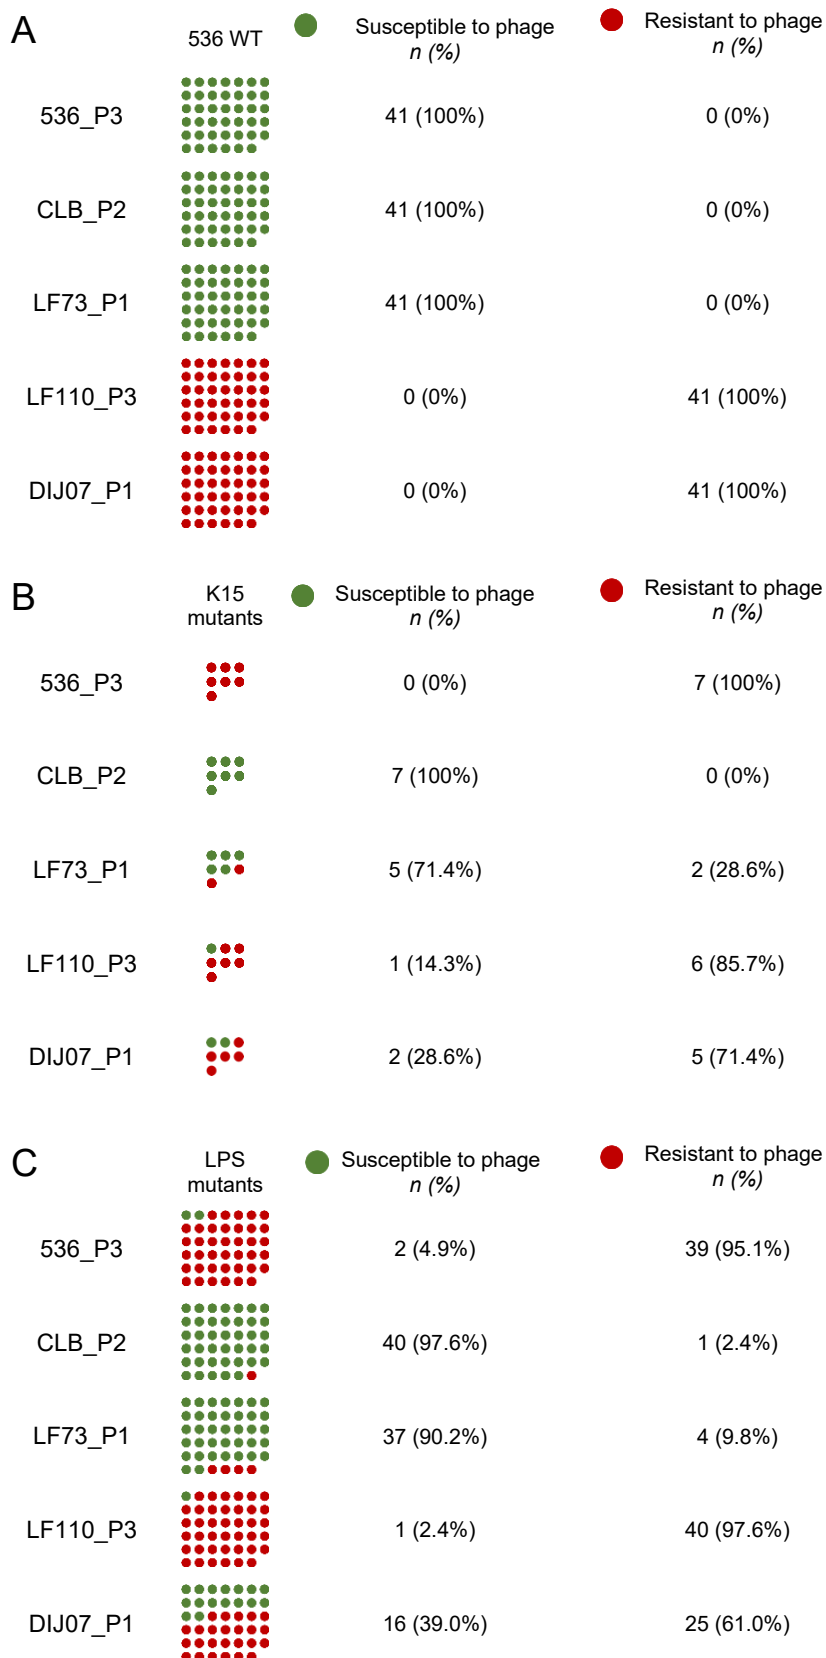 A
536 WT
Susceptible to phage
n (%)
Resistant to phage
n (%)
536_P3 41 (100%) 0 (0%)
CLB_P2 41 (100%) 0 (0%)
LF73_P1 41 (100%) 0 (0%)
LF110_P3 0 (0%) 41 (100%)
DIJ07_P1 0 (0%) 41 (100%)
B
K15
mutants
Susceptible to phage
n (%)
Resistant to phage
n (%)
536_P3 0 (0%) 7 (100%)
CLB_P2 7 (100%) 0 (0%)
LF73_P1 5 (71.4%) 2 (28.6%)
LF110_P3 1 (14.3%) 6 (85.7%)
DIJ07_P1 2 (28.6%) 5 (71.4%)
C
LPS
mutants
Susceptible to phage
n (%)
Resistant to phage
n (%)
536_P3 2 (4.9%) 39 (95.1%)
CLB_P2 40 (97.6%) 1 (2.4%)
LF73_P1 37 (90.2%) 4 (9.8%)
LF110_P3 1 (2.4%) 40 (97.6%)
DIJ07_P1 16 (39.0%) 25 (61.0%)